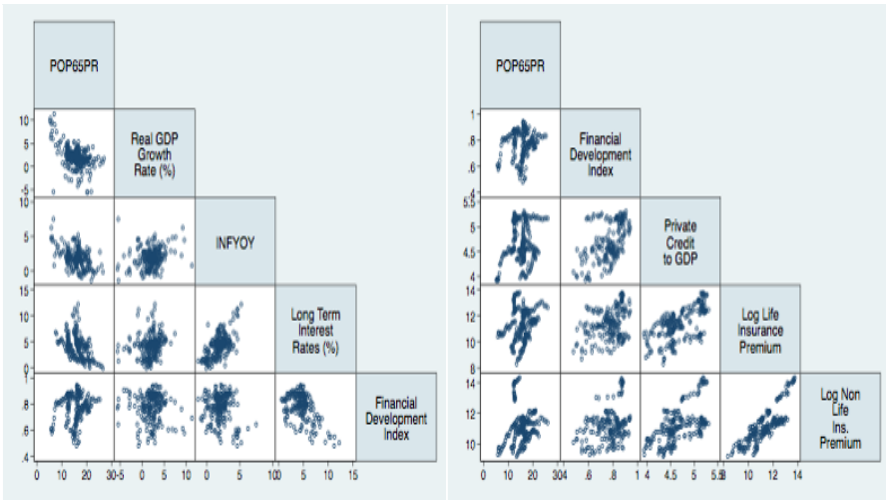 POP65PR
10
5
0
-5
Real GDP
Growth
Rate (%)
10
5
0
INFYOY
15
10
5
0
Long Term
Interest
Rates (%)
1
.8
.6
.4
Financial
Development
Index
0 10 20 30 -5 0 5 10 0 5 10 0 5 10 15
POP65PR
1
.8
.6
.4
Financial
Development
Index
5.5
5
4.5
4
Private
Credit
to GDP
14
12
10
8
Log Life
Insurance
Premium
14
12
10
Log Non
Life
Ins.
Premium
0 10 20 30 .4 .6 .8 1 4 4.5 5 5.5 8 10 12 14